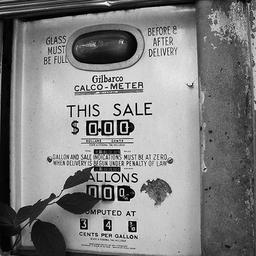 GLASS MUST BE FULL
BEFORE & AFTER DELIVERY
Gilbarco
CALCO-METER
THIS SALE
$ 0.00
GALLON AND SALE INDICATIONS MUST BE AT ZERO
WHEN DELIVERY IS BEGUN UNDER PENALTY OF LAW
ALLONS
000
OMPUTED AT
3 4
CENTS PER GALLON